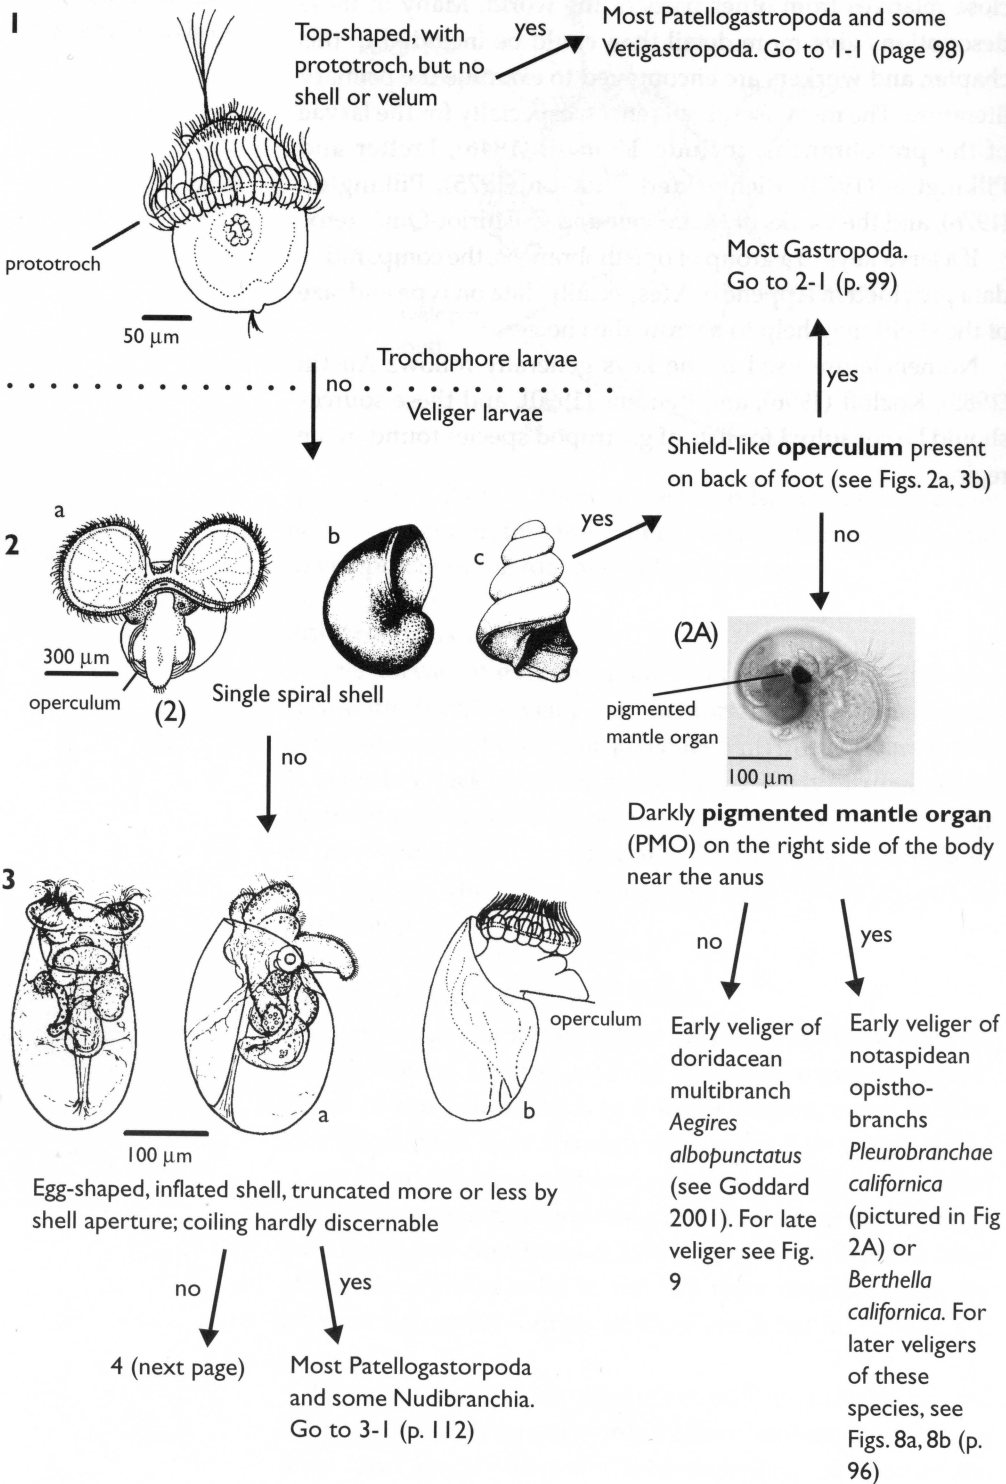 1
Top-shaped, with
prototroch, but no
shell or velum
yes
Most Patellogastropoda and some
Vetigastropoda. Go to 1-1 (page 98)
prototroch
50 µm
Most Gastropoda.
Go to 2-1 (p. 99)
Trochophore larvae
no
Veliger larvae
yes
Shield-like operculum present
on back of foot (see Figs. 2a, 3b)
2
a
b
c
yes
no
300 µm
operculum
(2)
Single spiral shell
(2A)
pigmented
mantle organ
100 µm
no
Darkly pigmented mantle organ
(PMO) on the right side of the body
near the anus
3
a
b
operculum
100 µm
no
yes
Egg-shaped, inflated shell, truncated more or less by
shell aperture; coiling hardly discernable
no
yes
4 (next page)
Most Patellogastorpoda
and some Nudibranchia.
Go to 3-1 (p. 112)
Early veliger of
doridacean
multibranch
Aegires
albopunctatus
(see Goddard
2001). For late
veliger see Fig.
9
Early veliger of
notaspidean
opistho-
branchs
Pleurobranchae
californica
(pictured in Fig
2A) or
Berthella
californica. For
later veligers
of these
species, see
Figs. 8a, 8b (p.
96)